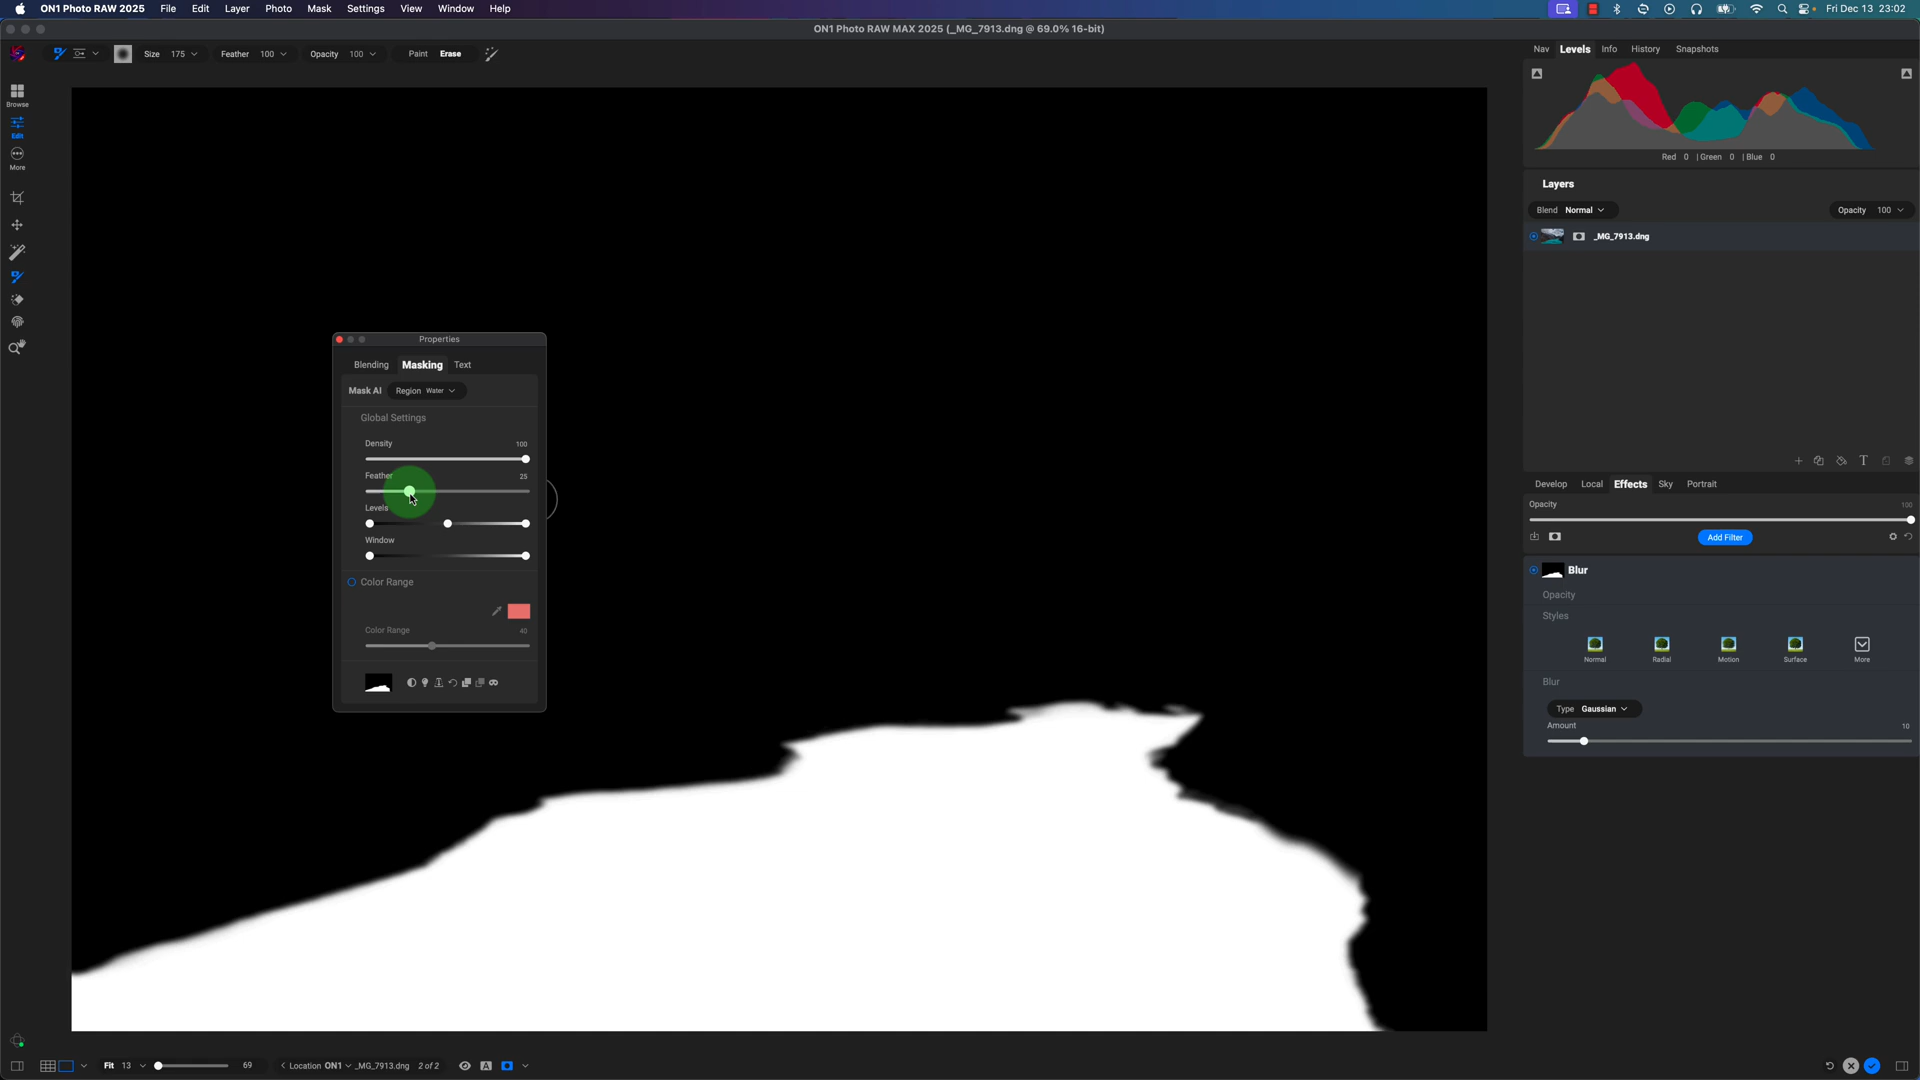 ON1 Photo RAW 2025 File Edit Layer Photo Mask Settings View Window Help Fri Dec 13 23:02
ON1 Photo RAW MAX 2025 (_MG_7913.dng @ 69.0% 16-bit)
Size 175 Feather 100 Opacity 100 Paint Erase
Nav Levels Info History Snapshots
Browse
Edit
More
Red 0 | Green 0 | Blue 0
Layers
Blend Normal Opacity 100
_MG_7913.dng
Properties
Blending Masking Text
Mask AI Region Water
Global Settings
Density 100
Feather 25
Levels
Window
Color Range
Color Range 40
T
Develop Local Effects Sky Portrait
Opacity 100
Add Filter
Blur
Opacity
Styles
Normal Radial Motion Surface More
Blur
Type Gaussian
Amount 10
Fit 13 69 < Location ON1 _MG_7913.dng 2 of 2 A